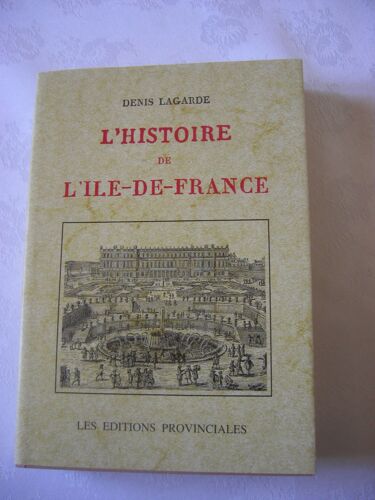 DENIS LAGARDE
L'HISTOIRE
DE
L'ILE-DE-FRANCE
LES EDITIONS PROVINCIALES